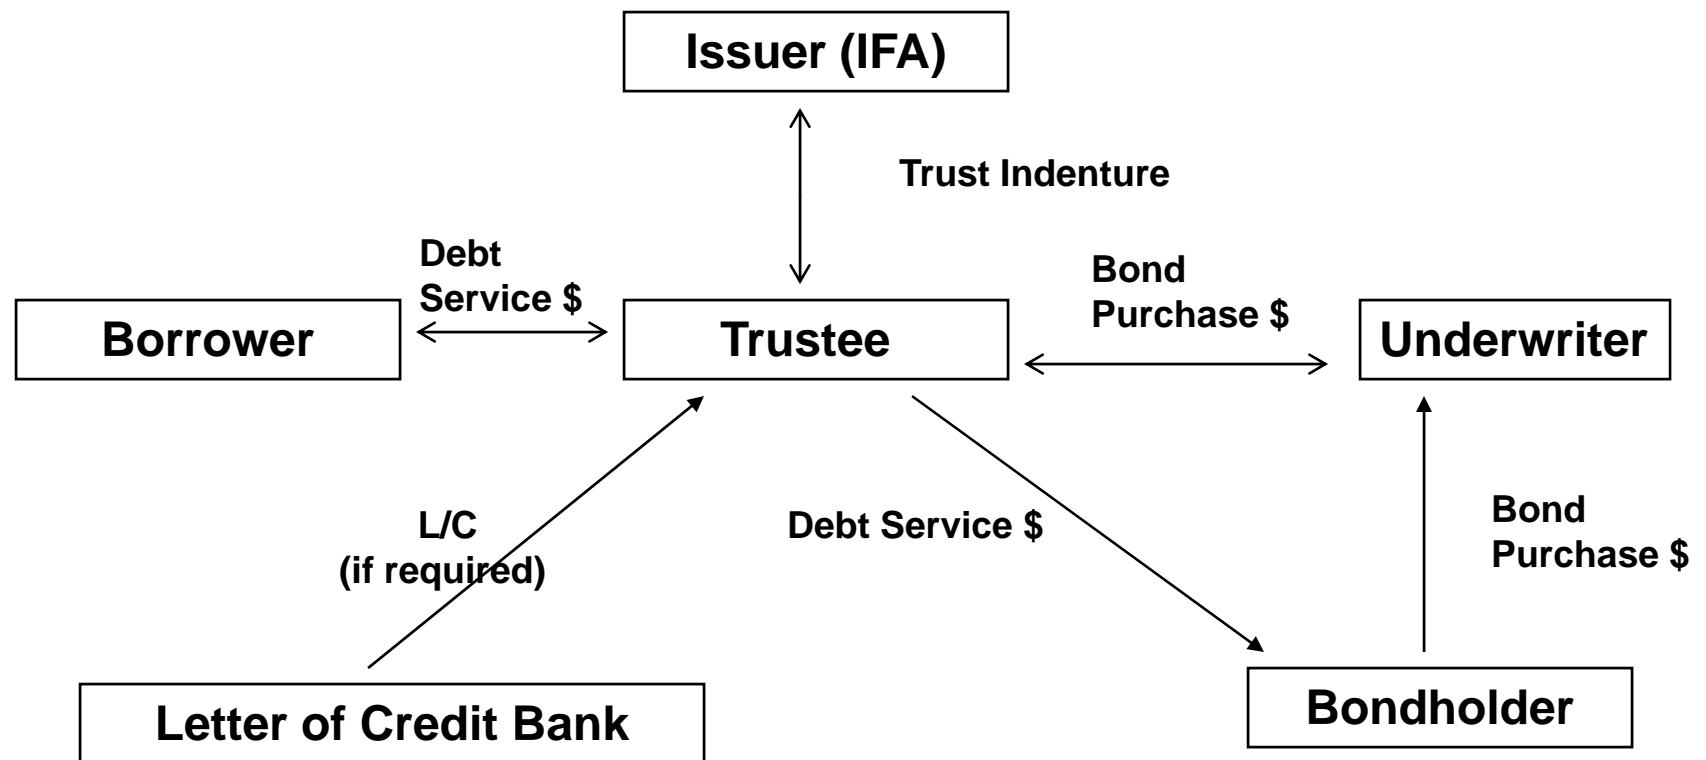 Issuer (IFA)
Trust Indenture
Debt
Service $
Bond
Purchase $
Borrower
Trustee
Underwriter
L/C
(if required)
Debt Service $
Bond
Purchase $
Letter of Credit Bank
Bondholder